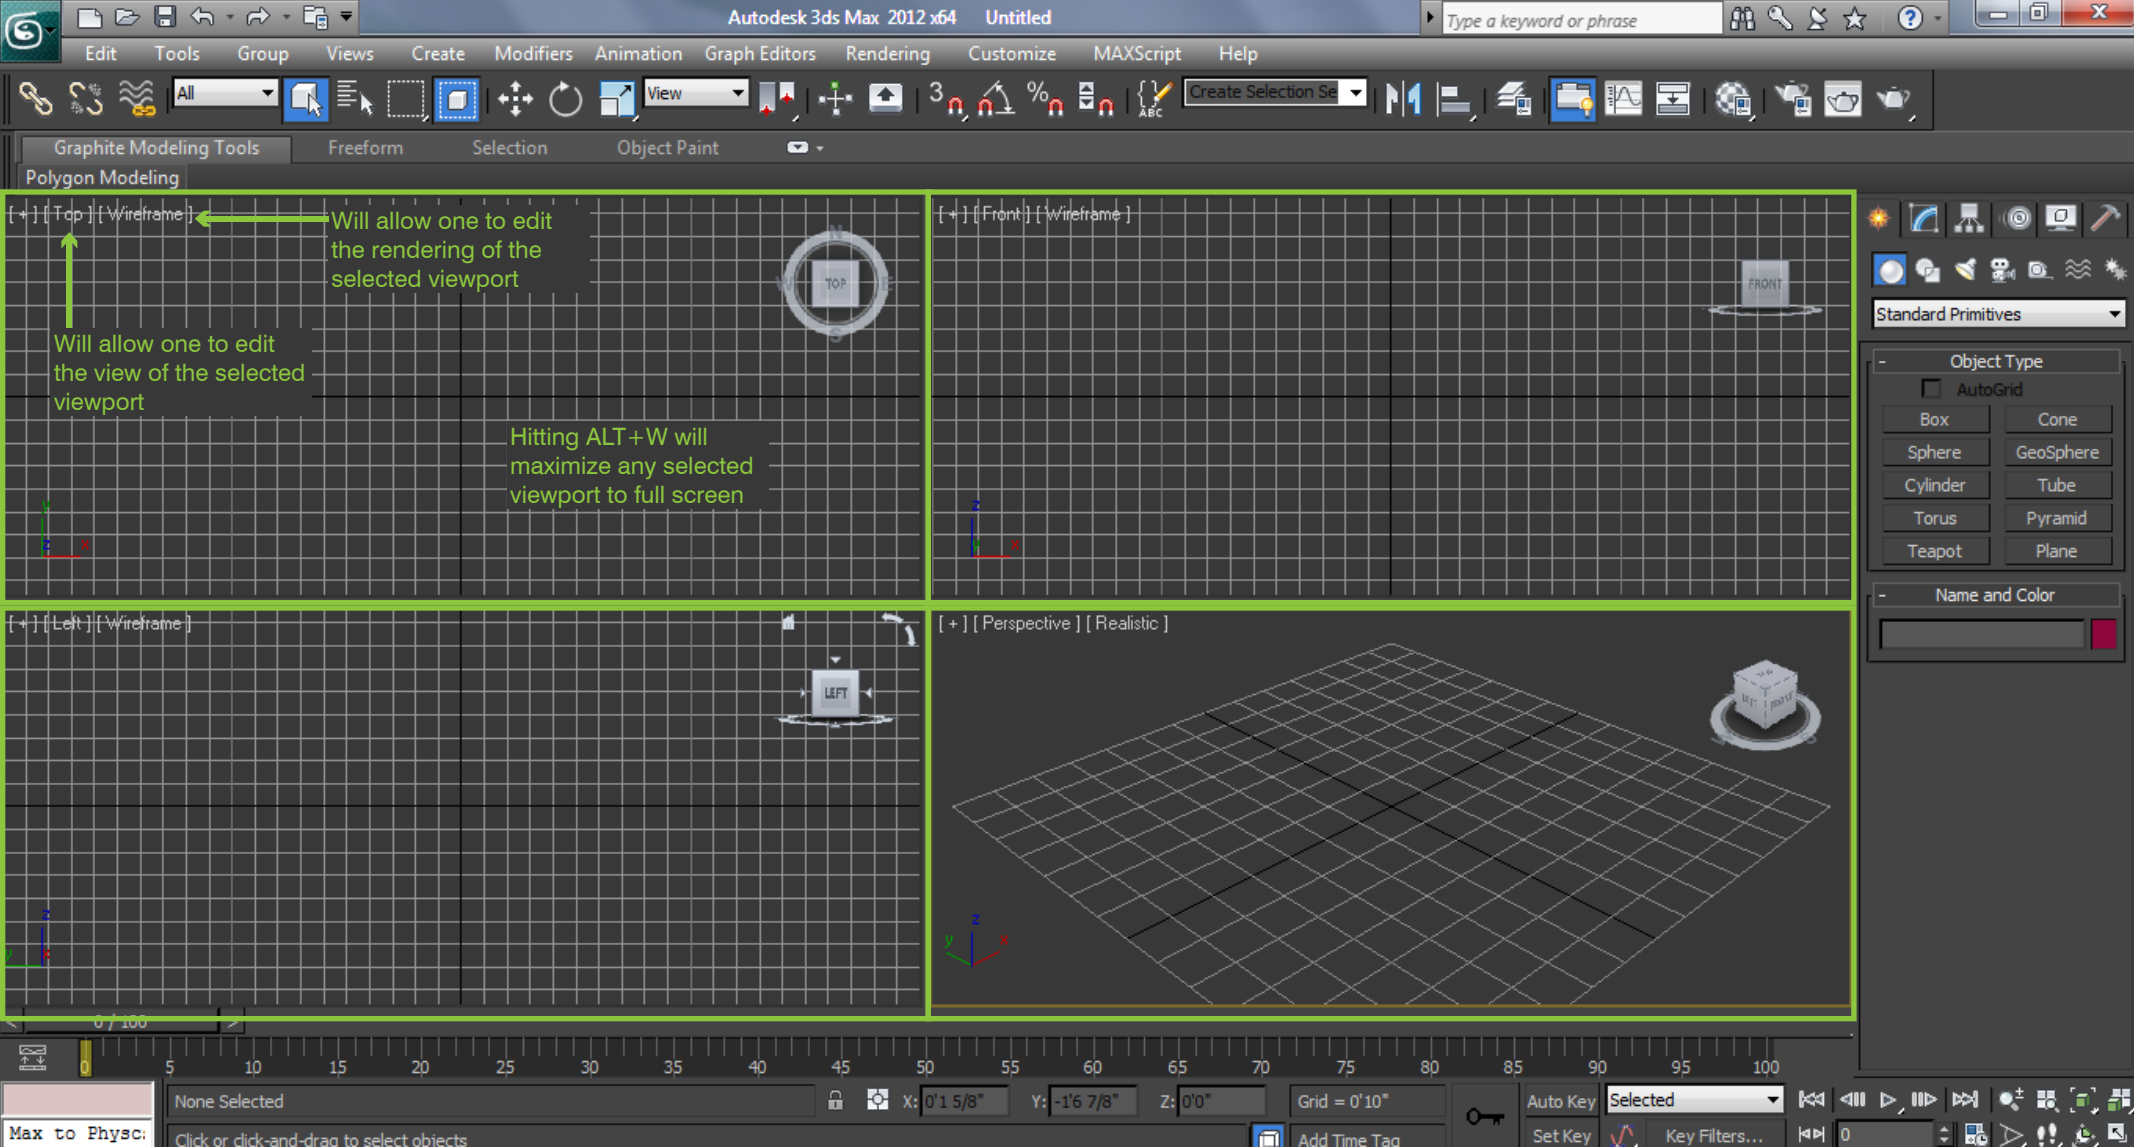 Autodesk 3ds Max 2012 x64 Untitled
Type a keyword or phrase
Edit Tools Group Views Create Modifiers Animation Graph Editors Rendering Customize MAXScript Help
All
View
3
%
ABC
Create Selection Se
Graphite Modeling Tools Freeform Selection Object Paint
Polygon Modeling
[ + ] [ Top ] [ Wireframe ]
Will allow one to edit
the rendering of the
selected viewport
Will allow one to edit
the view of the selected
viewport
Hitting ALT+W will
maximize any selected
viewport to full screen
N
W
TOP
E
S
y
z
x
[ + ] [ Front ] [ Wireframe ]
FRONT
z
y
x
[ + ] [ Left ] [ Wireframe ]
LEFT
z
y
x
[ + ] [ Perspective ] [ Realistic ]
TOP
LEFT
FRONT
z
y
x
Standard Primitives
- Object Type
AutoGrid
Box Cone
Sphere GeoSphere
Cylinder Tube
Torus Pyramid
Teapot Plane
- Name and Color
< 0 / 100 >
0 5 10 15 20 25 30 35 40 45 50 55 60 65 70 75 80 85 90 95 100
None Selected
X: 0'1 5/8" Y: -1'6 7/8" Z: 0'0"
Grid = 0'10"
Auto Key Selected
Max to Physc:
Click or click-and-drag to select objects
Add Time Tag
Set Key Key Filters...
0